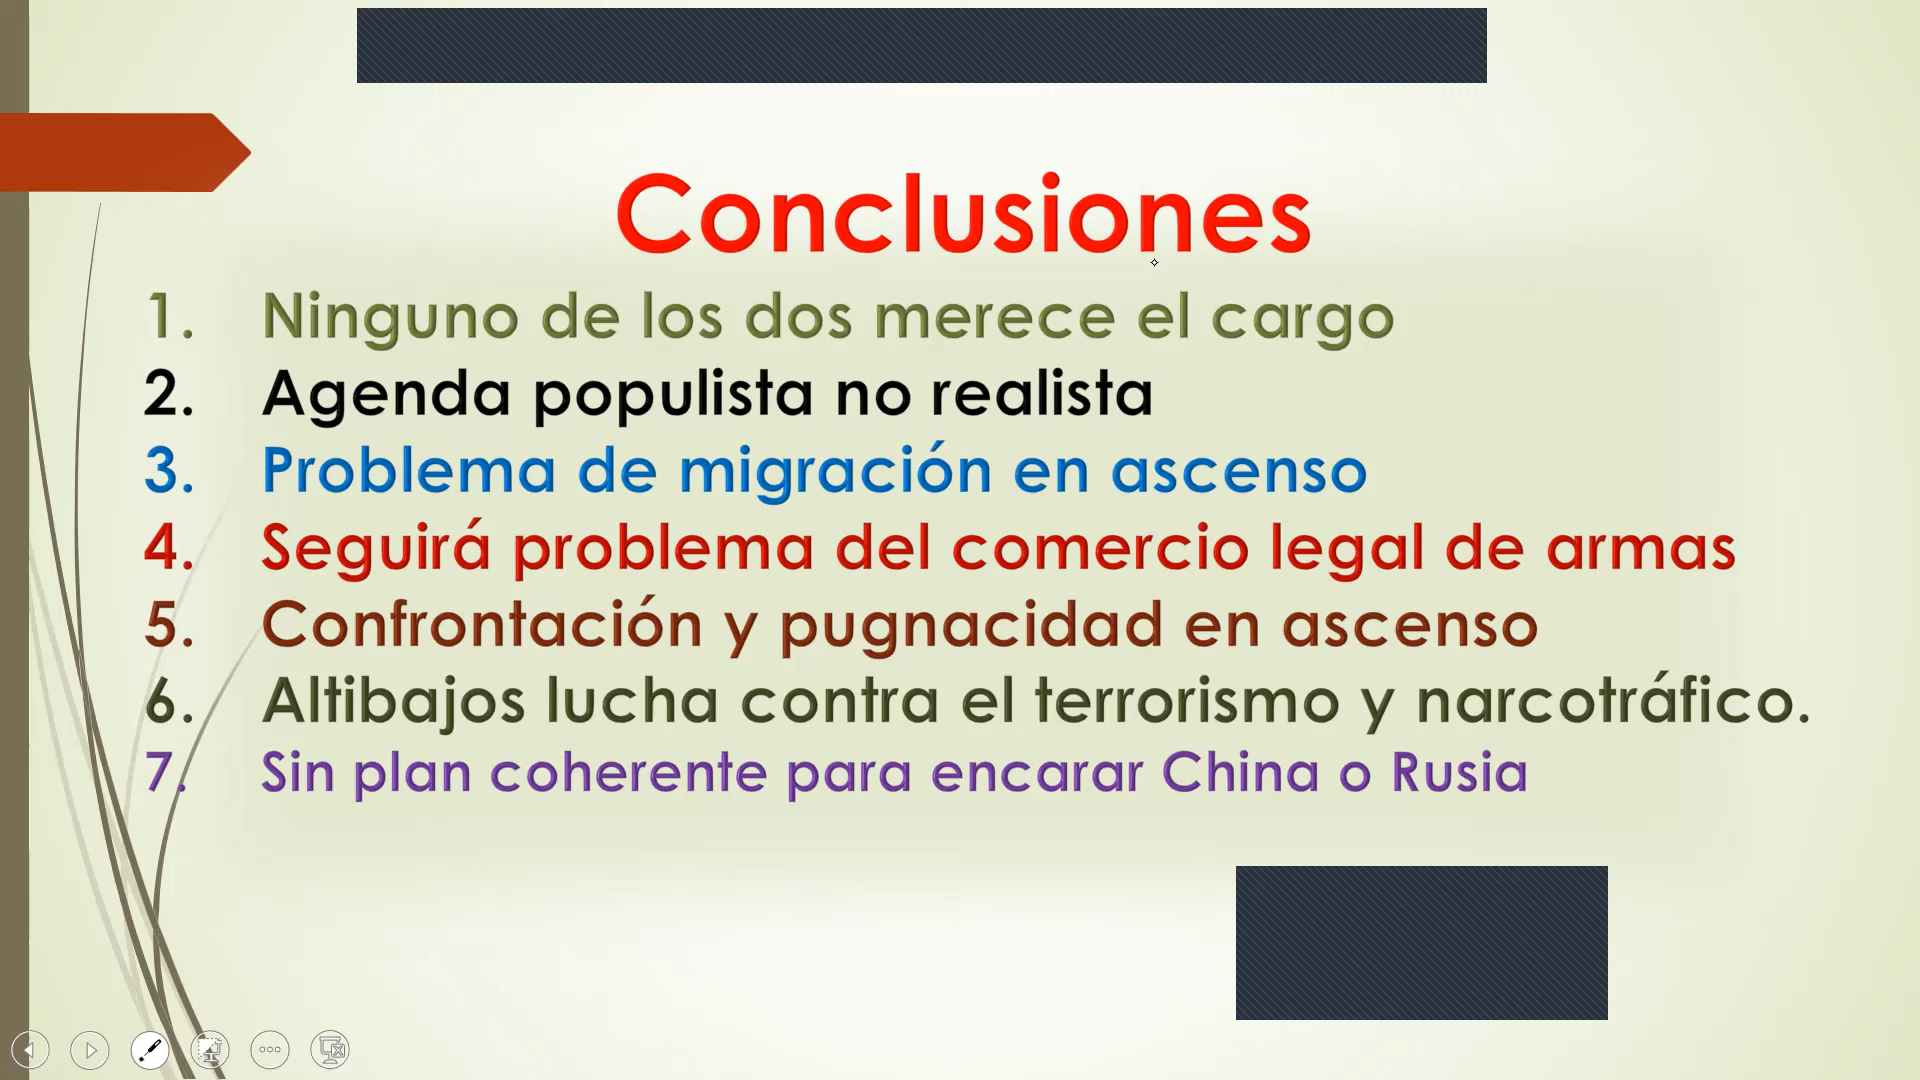 Conclusiones
1. Ninguno de los dos merece el cargo
2. Agenda populista no realista
3. Problema de migración en ascenso
4. Seguirá problema del comercio legal de armas
5. Confrontación y pugnacidad en ascenso
6. Altibajos lucha contra el terrorismo y narcotráfico.
7. Sin plan coherente para encarar China o Rusia